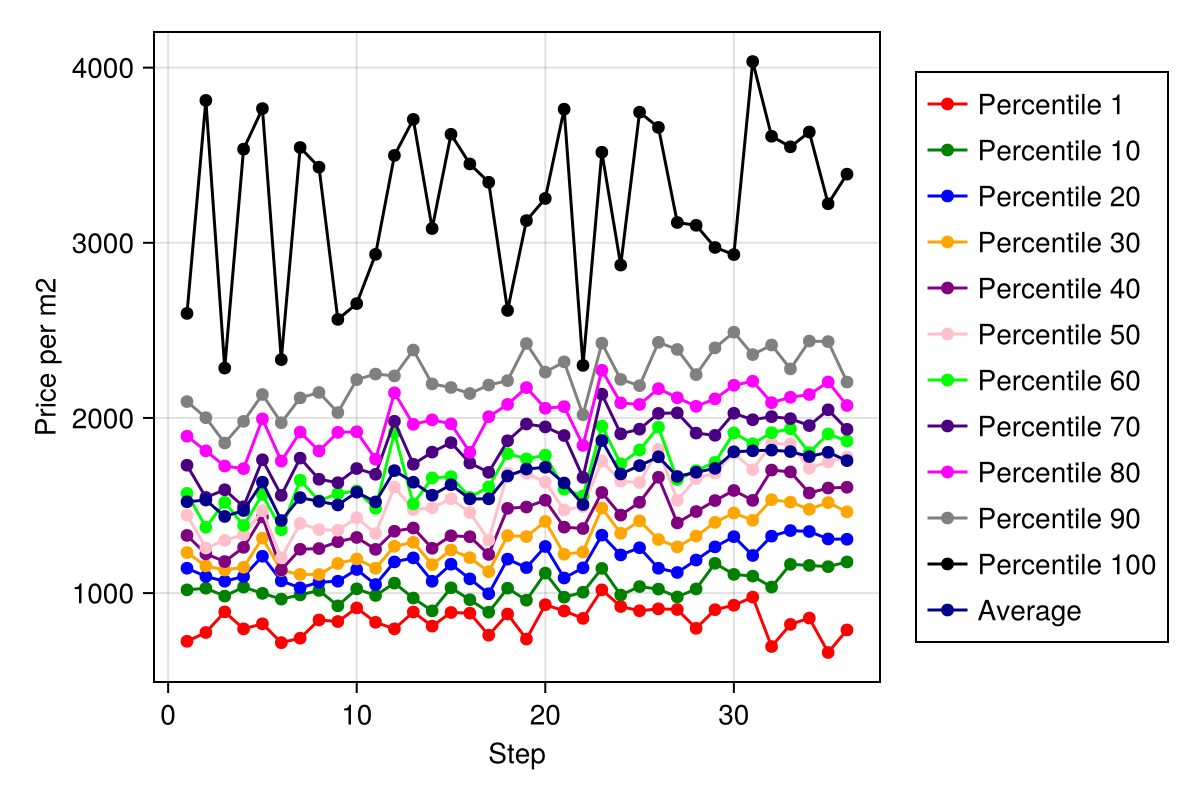 4000
3000
2000
1000
Price per m2
0
10
20
30
Step
Percentile 1
Percentile 10
Percentile 20
Percentile 30
Percentile 40
Percentile 50
Percentile 60
Percentile 70
Percentile 80
Percentile 90
Percentile 100
Average